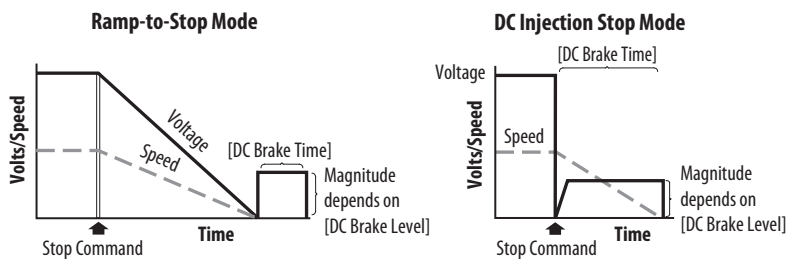 Ramp-to-Stop Mode
Volts/Speed
Voltage
Speed
[DC Brake Time]
Magnitude
depends on
[DC Brake Level]
Stop Command
Time
DC Injection Stop Mode
[DC Brake Time]
Voltage
Volts/Speed
Speed
Magnitude
depends on
[DC Brake Level]
Stop Command
Time